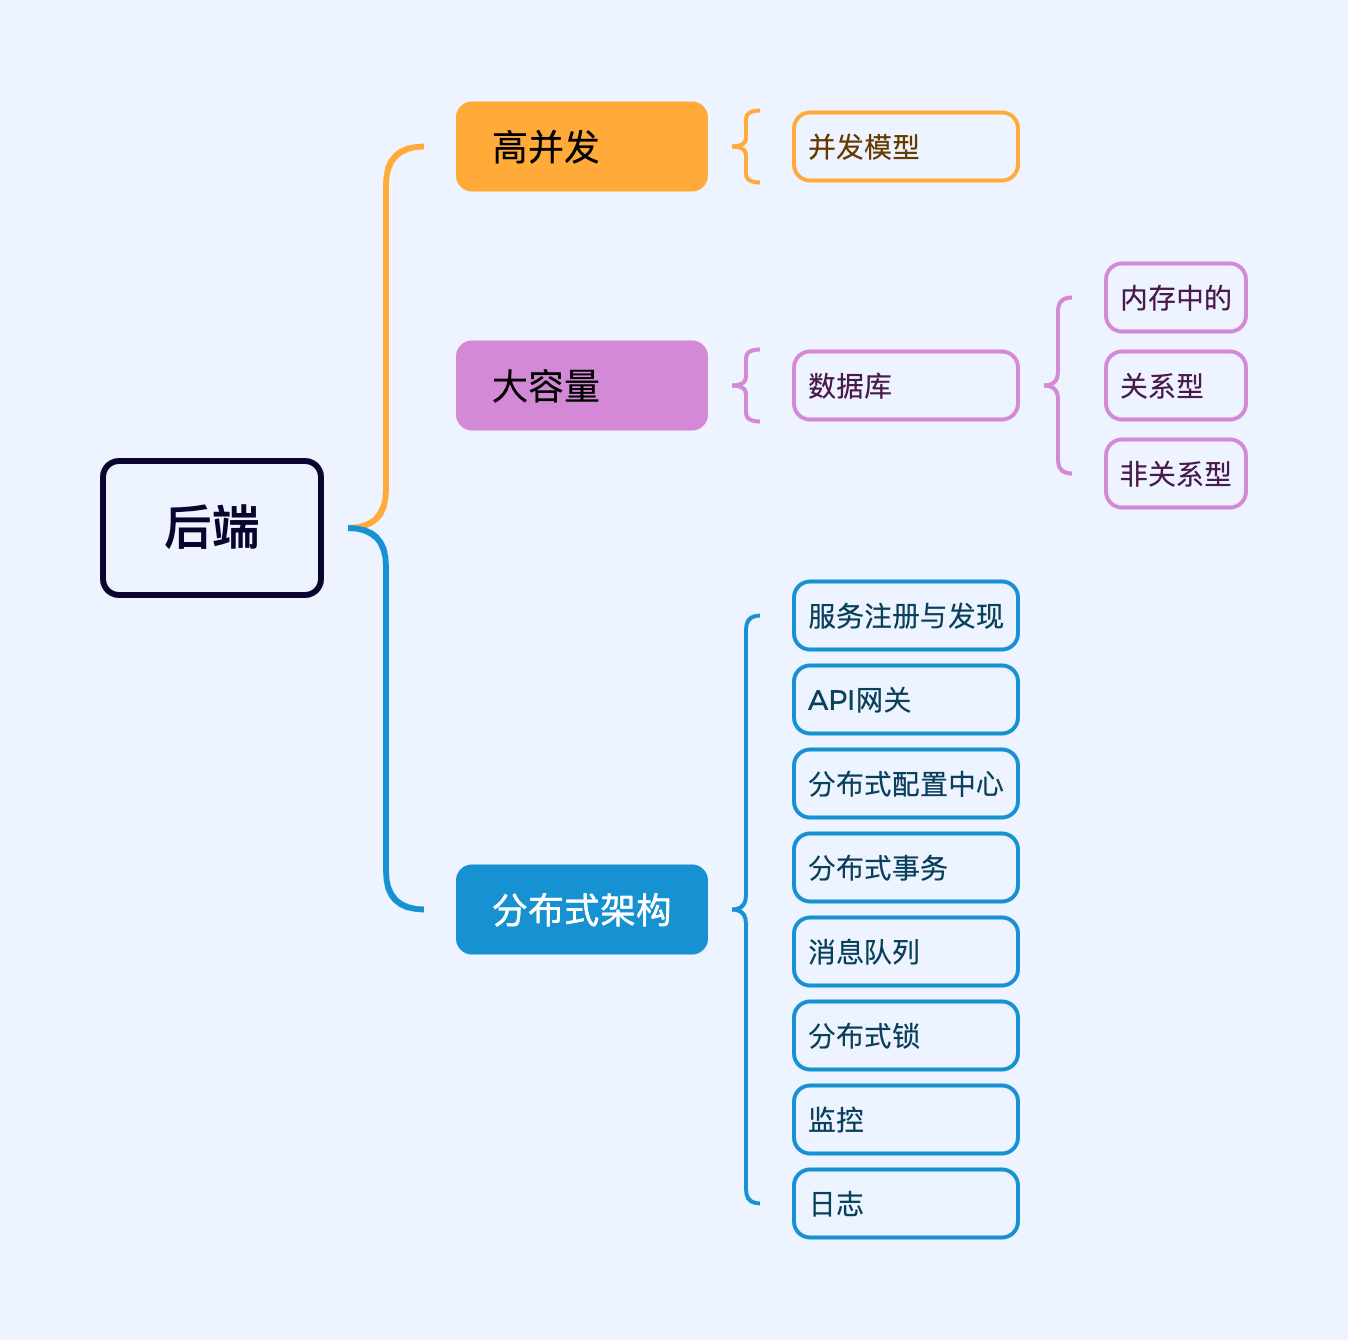 后端
高并发
并发模型
大容量
数据库
内存中的
关系型
非关系型
分布式架构
服务注册与发现
API网关
分布式配置中心
分布式事务
消息队列
分布式锁
监控
日志